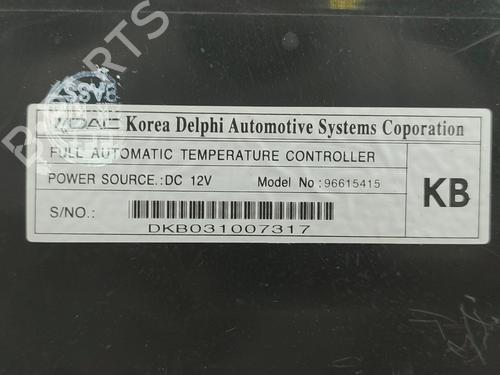 KDAC Korea Delphi Automotive Systems Coporation
FULL AUTOMATIC TEMPERATURE CONTROLLER
POWER SOURCE.:DC 12V Model No :96615415
KB
S/NO.:
DKB031007317